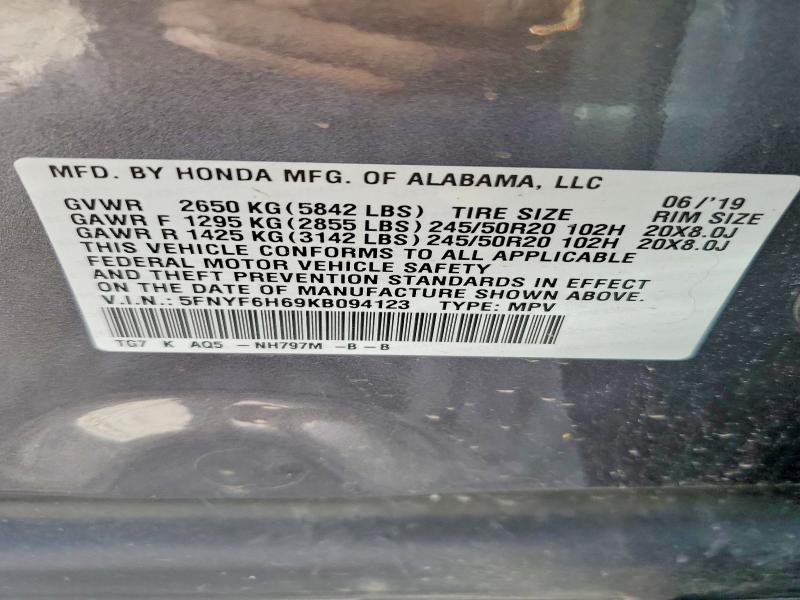 MFD. BY HONDA MFG. OF ALABAMA, LLC
06/'19
GVWR 2650 KG (5842 LBS) TIRE SIZE RIM SIZE
GAWR F 1295 KG (2855 LBS) 245/50R20 102H 20X8.0J
GAWR R 1425 KG (3142 LBS) 245/50R20 102H 20X8.0J
THIS VEHICLE CONFORMS TO ALL APPLICABLE
FEDERAL MOTOR VEHICLE SAFETY
AND THEFT PREVENTION STANDARDS IN EFFECT
ON THE DATE OF MANUFACTURE SHOWN ABOVE.
V.I.N.: 5FNYF6H69KB094123 TYPE: MPV
TG7 K AQ5 - NH797M -B-B